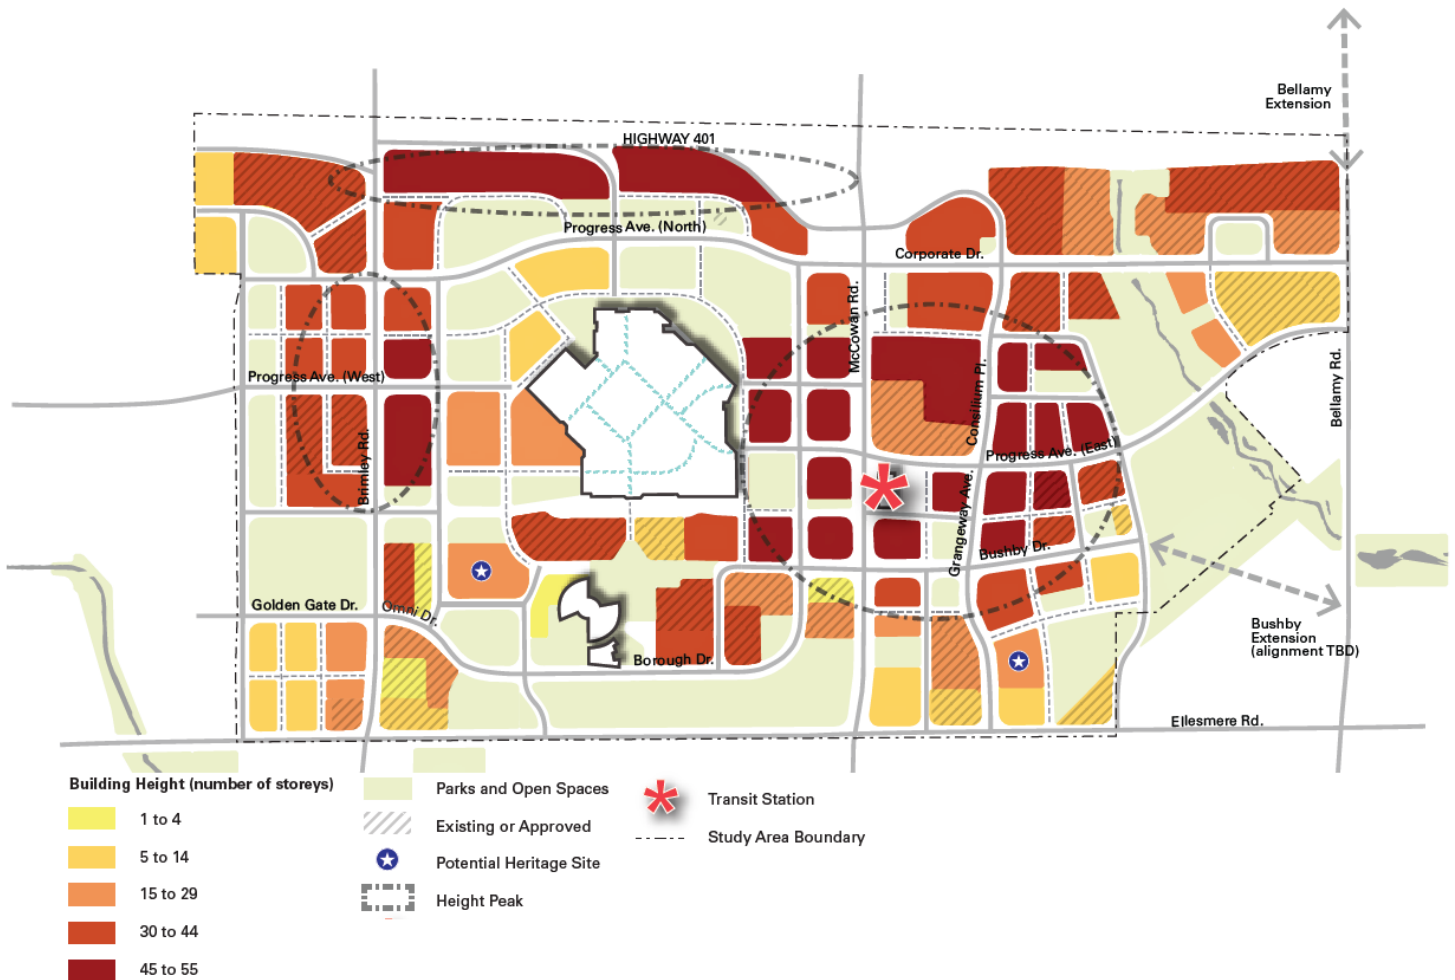 Bellamy
Extension
HIGHWAY 401
Progress Ave. (North)
Corporate Dr.
McCowan Rd.
Progress Ave. (West)
Consilium Pl.
Bellamy Rd.
Brimley Rd.
Progress Ave. (East)
Grangeway Ave.
Bushby Dr.
Golden Gate Dr.
Omni Dr.
Borough Dr.
Bushby
Extension
(alignment TBD)
Ellesmere Rd.
Building Height (number of storeys)
1 to 4
5 to 14
15 to 29
30 to 44
45 to 55
Parks and Open Spaces
Existing or Approved
Potential Heritage Site
Height Peak
Transit Station
Study Area Boundary